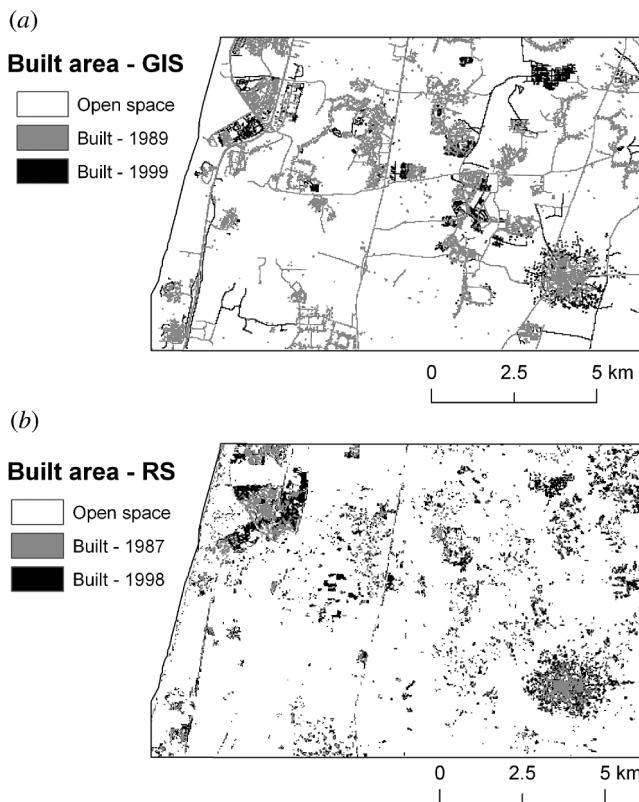 (a)
Built area - GIS
Open space
Built - 1989
Built - 1999
0 2.5 5 km
(b)
Built area - RS
Open space
Built - 1987
Built - 1998
0 2.5 5 km